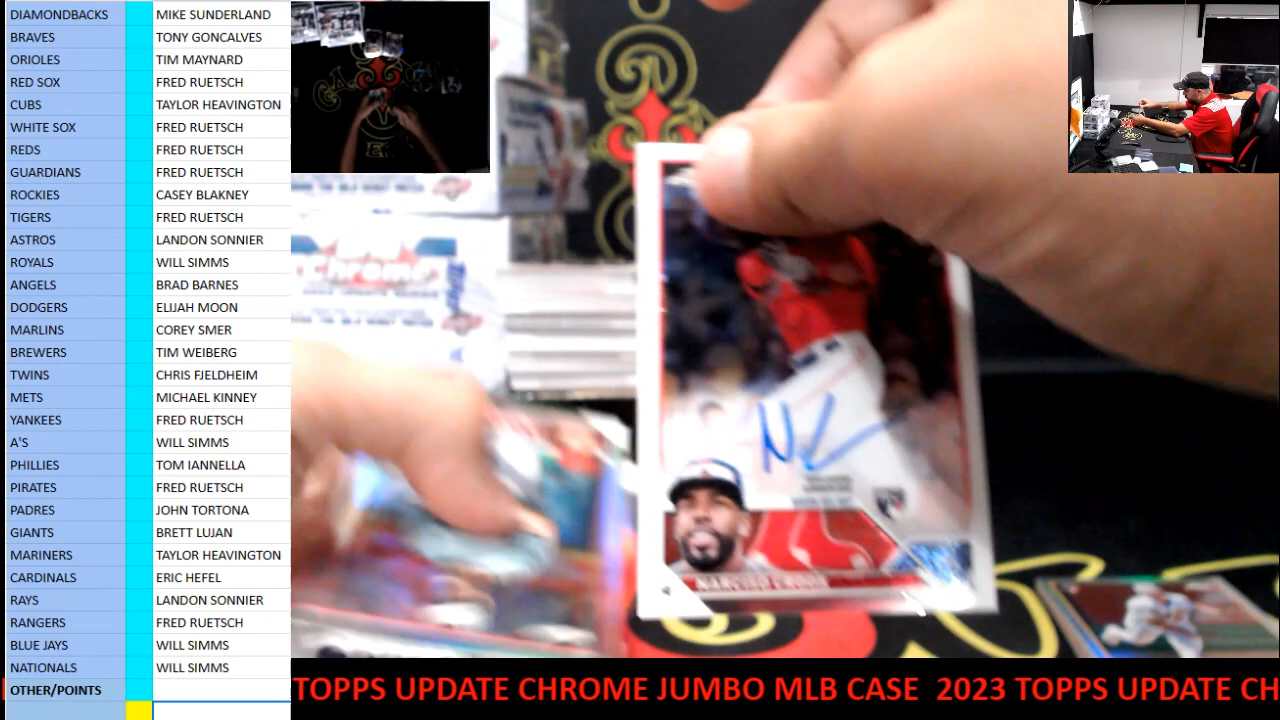 DIAMONDBACKS MIKE SUNDERLAND
BRAVES TONY GONCALVES
ORIOLES TIM MAYNARD
RED SOX FRED RUETSCH
CUBS TAYLOR HEAVINGTON
WHITE SOX FRED RUETSCH
REDS FRED RUETSCH
GUARDIANS FRED RUETSCH
ROCKIES CASEY BLAKNEY
TIGERS FRED RUETSCH
ASTROS LANDON SONNIER
ROYALS WILL SIMMS
ANGELS BRAD BARNES
DODGERS ELIJAH MOON
MARLINS COREY SMER
BREWERS TIM WEIBERG
TWINS CHRIS FJELDHEIM
METS MICHAEL KINNEY
YANKEES FRED RUETSCH
A'S WILL SIMMS
PHILLIES TOM IANNELLA
PIRATES FRED RUETSCH
PADRES JOHN TORTONA
GIANTS BRETT LUJAN
MARINERS TAYLOR HEAVINGTON
CARDINALS ERIC HEFEL
RAYS LANDON SONNIER
RANGERS FRED RUETSCH
BLUE JAYS WILL SIMMS
NATIONALS WILL SIMMS
OTHER/POINTS
Chrome
TOPPS UPDATE CHROME JUMBO MLB CASE 2023 TOPPS UPDATE CH